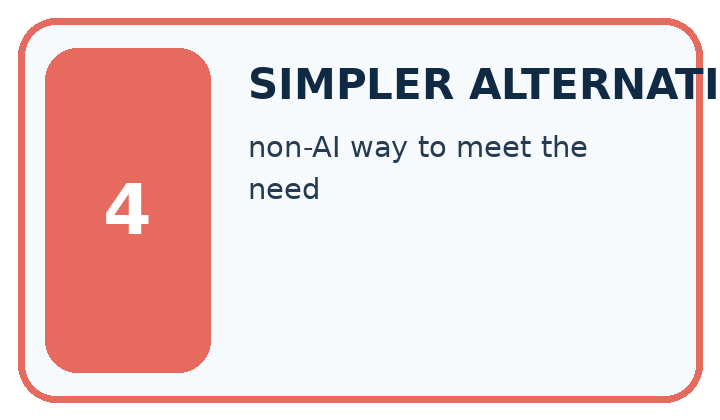 4
SIMPLER ALTERNATI
non-AI way to meet the
need